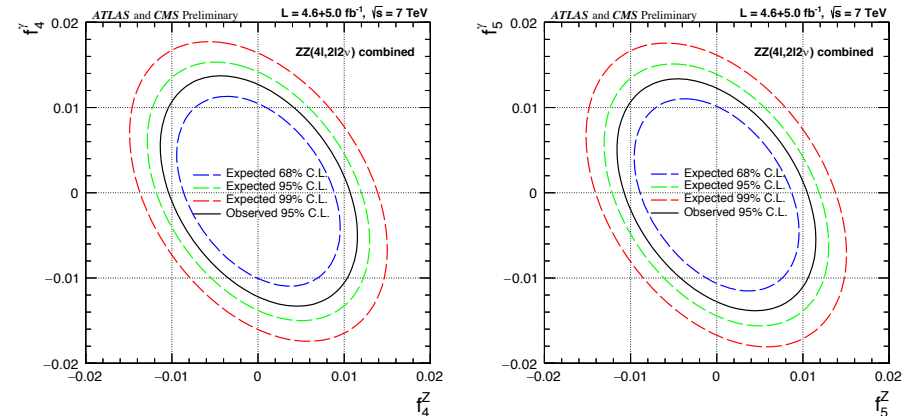 ATLAS and CMS Preliminary L = 4.6+5.0 fb⁻¹, √s = 7 TeV
ZZ(4l,2l2ν) combined
f₄^γ
0.02
0.01
0
−0.01
−0.02
Expected 68% C.L.
Expected 95% C.L.
Expected 99% C.L.
Observed 95% C.L.
−0.02 −0.01 0 0.01 0.02
f₄^Z
ATLAS and CMS Preliminary L = 4.6+5.0 fb⁻¹, √s = 7 TeV
ZZ(4l,2l2ν) combined
f₅^γ
0.02
0.01
0
−0.01
−0.02
Expected 68% C.L.
Expected 95% C.L.
Expected 99% C.L.
Observed 95% C.L.
−0.02 −0.01 0 0.01 0.02
f₅^Z